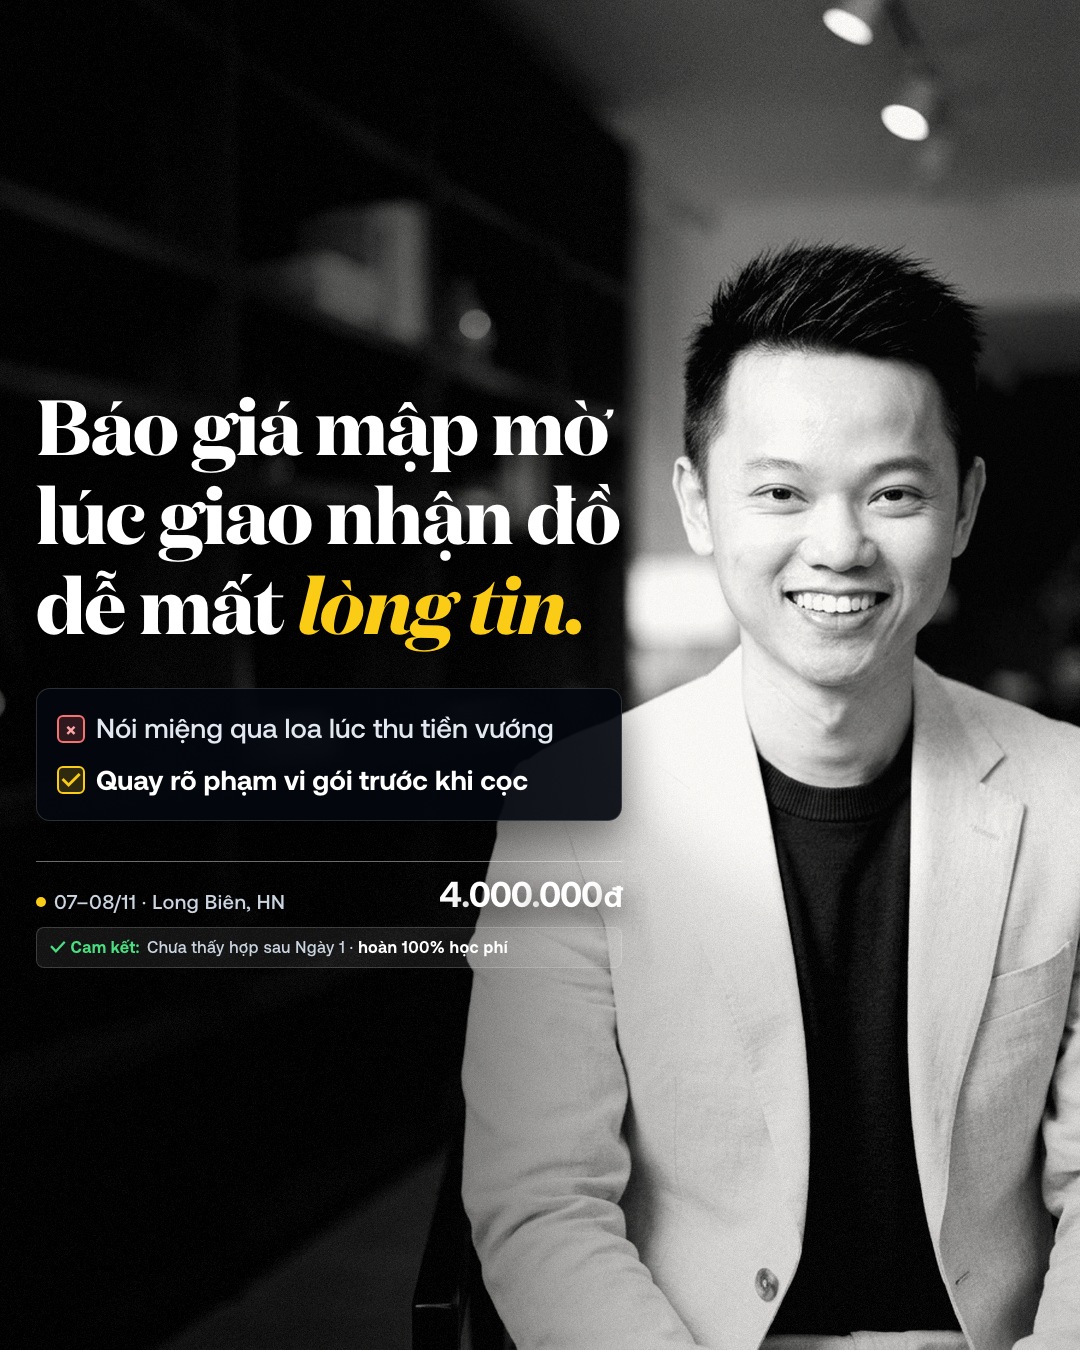 Báo giá mập mờ
lúc giao nhận đồ
dễ mất lòng tin.
Nói miệng qua loa lúc thu tiền vướng
Quay rõ phạm vi gói trước khi cọc
07–08/11 · Long Biên, HN
4.000.000đ
Cam kết: Chưa thấy hợp sau Ngày 1 · hoàn 100% học phí